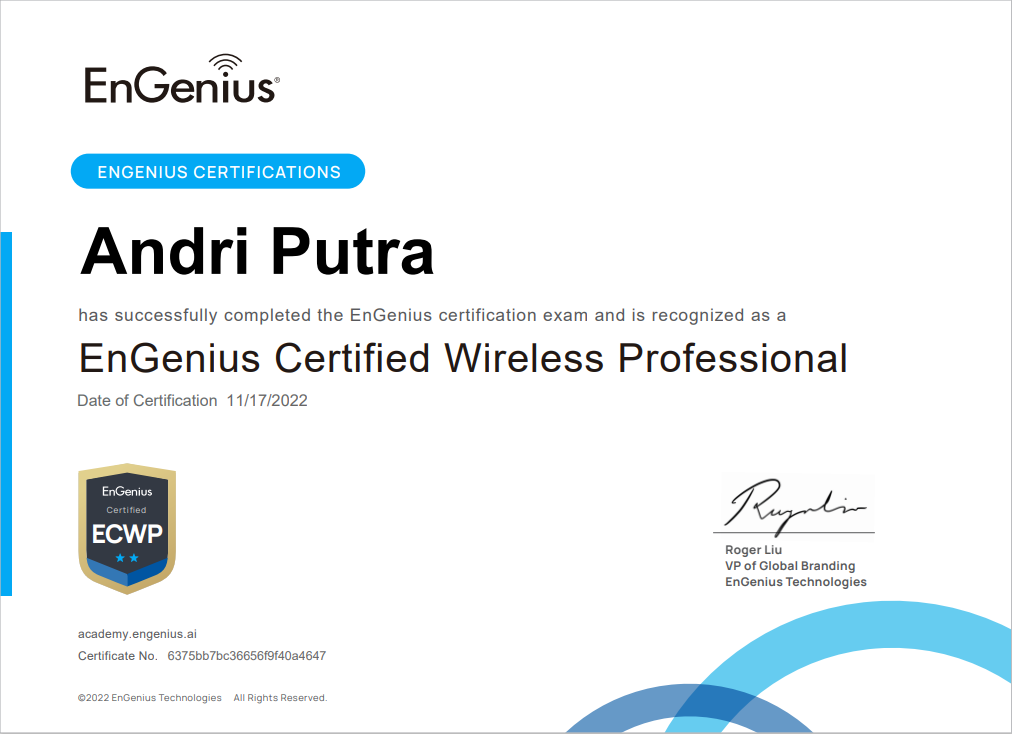 EnGenius®
ENGENIUS CERTIFICATIONS
Andri Putra
has successfully completed the EnGenius certification exam and is recognized as a
EnGenius Certified Wireless Professional
Date of Certification 11/17/2022
EnGenius
Certified
ECWP
Roger Liu
VP of Global Branding
EnGenius Technologies
academy.engenius.ai
Certificate No. 6375bb7bc36656f9f40a4647
©2022 EnGenius Technologies All Rights Reserved.